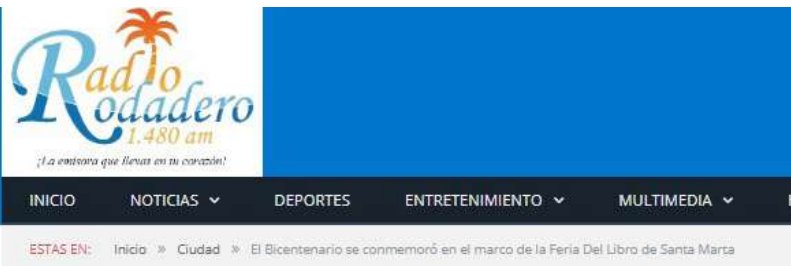 Radio
Rodadero
1.480 am
¡La emisora que llevas en tu corazón!
INICIO NOTICIAS DEPORTES ENTRETENIMIENTO MULTIMEDIA
ESTAS EN: Inicio » Ciudad » El Bicentenario se conmemoró en el marco de la Feria Del Libro de Santa Marta